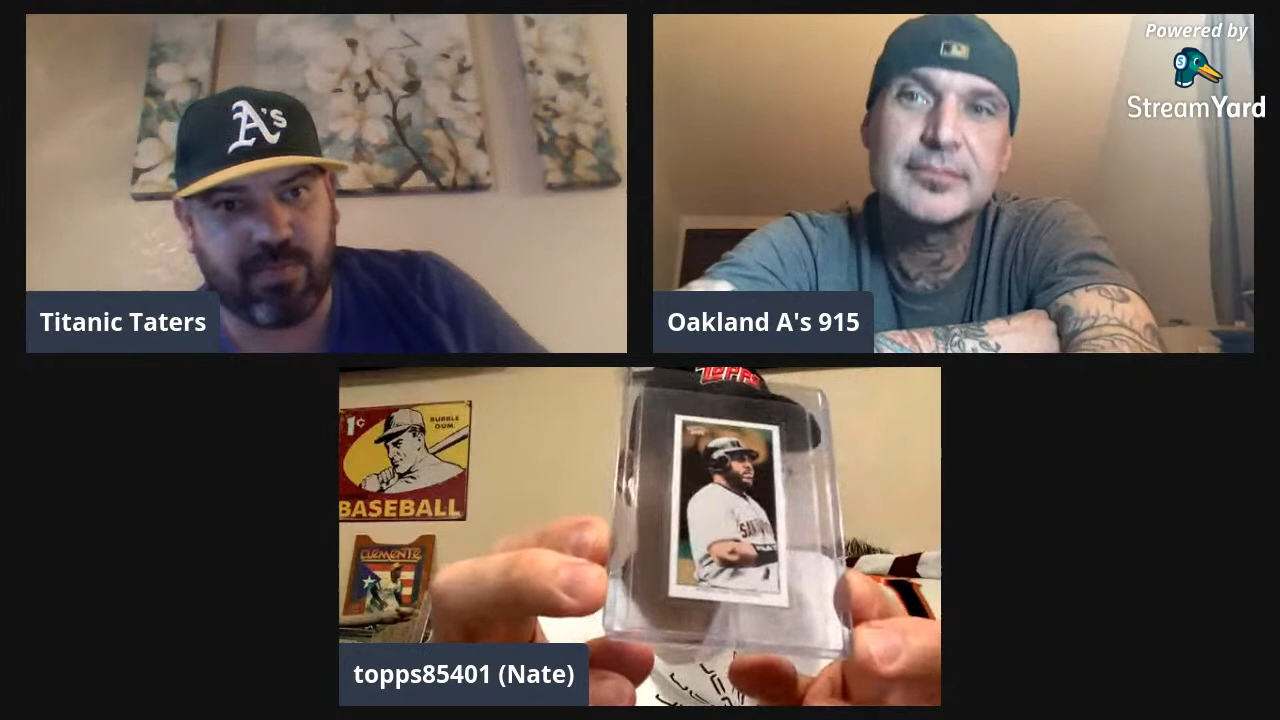 A's
Powered by
StreamYard
Titanic Taters
Oakland A's 915
Topps
1¢
BUBBLE
GUM
BASEBALL
CLEMENTE
topps85401 (Nate)